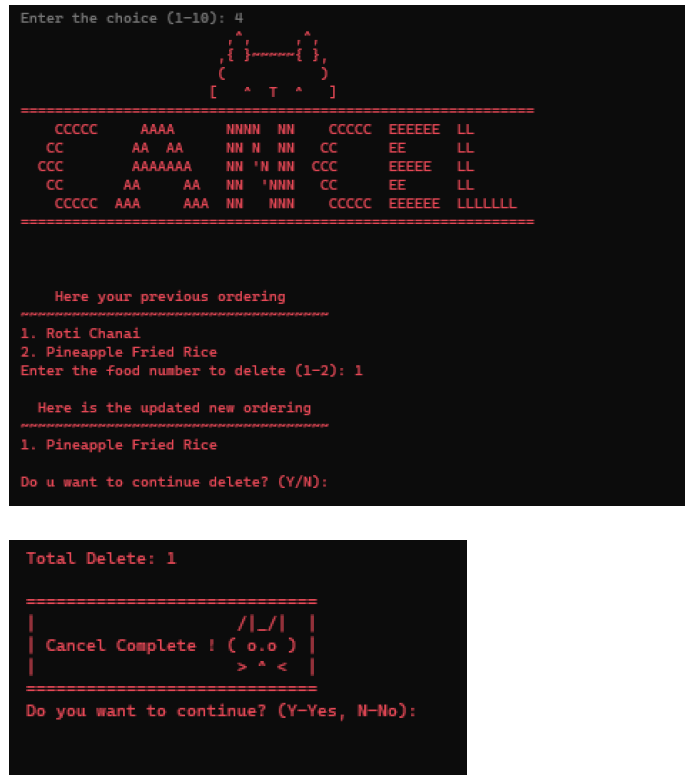 Enter the choice (1-10): 4
              ,^,     ,^,
             ,{ }~~~~~{ },
             (           )
            [   ^  T  ^   ]
============================================================
    CCCCC     AAAA      NNNN  NN    CCCCC  EEEEEE  LL
   CC        AA  AA     NN N  NN   CC      EE      LL
  CCC        AAAAAAA    NN 'N NN  CCC      EEEEE   LL
   CC       AA     AA   NN  'NNN   CC      EE      LL
    CCCCC  AAA     AAA  NN   NNN    CCCCC  EEEEEE  LLLLLLL
============================================================
    Here your previous ordering
~~~~~~~~~~~~~~~~~~~~~~~~~~~~~~~~~~~~
1. Roti Chanai
2. Pineapple Fried Rice
Enter the food number to delete (1-2): 1
  Here is the updated new ordering
~~~~~~~~~~~~~~~~~~~~~~~~~~~~~~~~~~~~
1. Pineapple Fried Rice
Do u want to continue delete? (Y/N):
Total Delete: 1
===============================
|                     /|_/|  |
| Cancel Complete ! ( o.o ) |
|                     > ^ <  |
===============================
Do you want to continue? (Y-Yes, N-No):